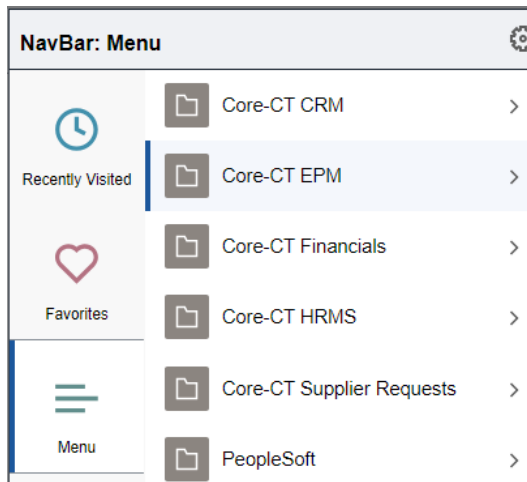 NavBar: Menu
Recently Visited
Favorites
Menu
Core-CT CRM
Core-CT EPM
Core-CT Financials
Core-CT HRMS
Core-CT Supplier Requests
PeopleSoft